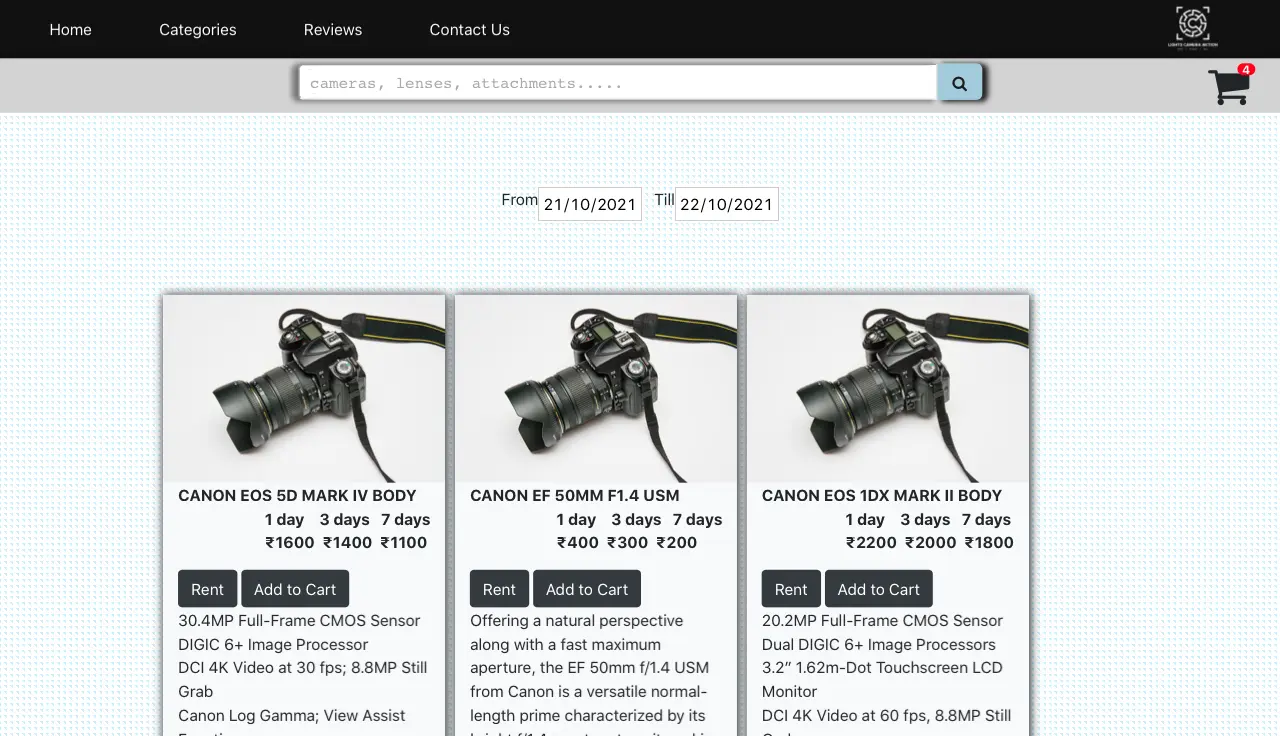 Home Categories Reviews Contact Us
LIGHTS CAMERA ACTION
cameras, lenses, attachments.....
4
From 21/10/2021 Till 22/10/2021
CANON EOS 5D MARK IV BODY
1 day 3 days 7 days
₹1600 ₹1400 ₹1100
Rent Add to Cart
30.4MP Full-Frame CMOS Sensor
DIGIC 6+ Image Processor
DCI 4K Video at 30 fps; 8.8MP Still
Grab
Canon Log Gamma; View Assist
CANON EF 50MM F1.4 USM
1 day 3 days 7 days
₹400 ₹300 ₹200
Rent Add to Cart
Offering a natural perspective
along with a fast maximum
aperture, the EF 50mm f/1.4 USM
from Canon is a versatile normal-
length prime characterized by its
CANON EOS 1DX MARK II BODY
1 day 3 days 7 days
₹2200 ₹2000 ₹1800
Rent Add to Cart
20.2MP Full-Frame CMOS Sensor
Dual DIGIC 6+ Image Processors
3.2” 1.62m-Dot Touchscreen LCD
Monitor
DCI 4K Video at 60 fps, 8.8MP Still